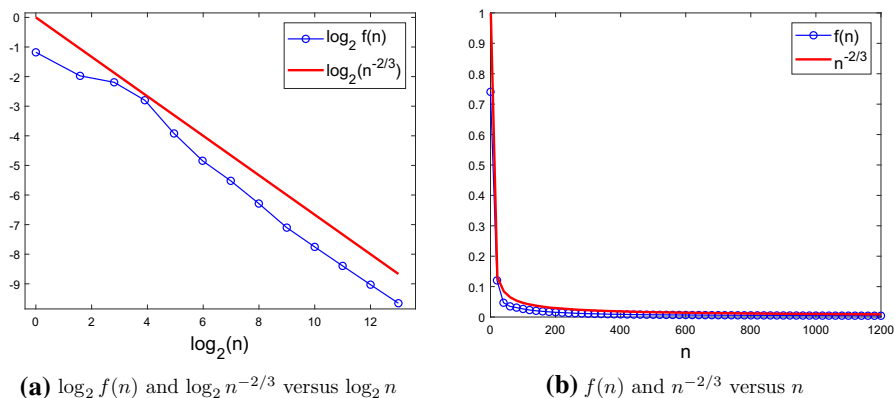 0
-1
-2
-3
-4
-5
-6
-7
-8
-9
0 2 4 6 8 10 12
log₂(n)
log₂ f(n)
log₂(n⁻²/³)
(a) log₂ f(n) and log₂ n⁻²/³ versus log₂ n
1
0.9
0.8
0.7
0.6
0.5
0.4
0.3
0.2
0.1
0
0 200 400 600 800 1000 1200
n
f(n)
n⁻²/³
(b) f(n) and n⁻²/³ versus n